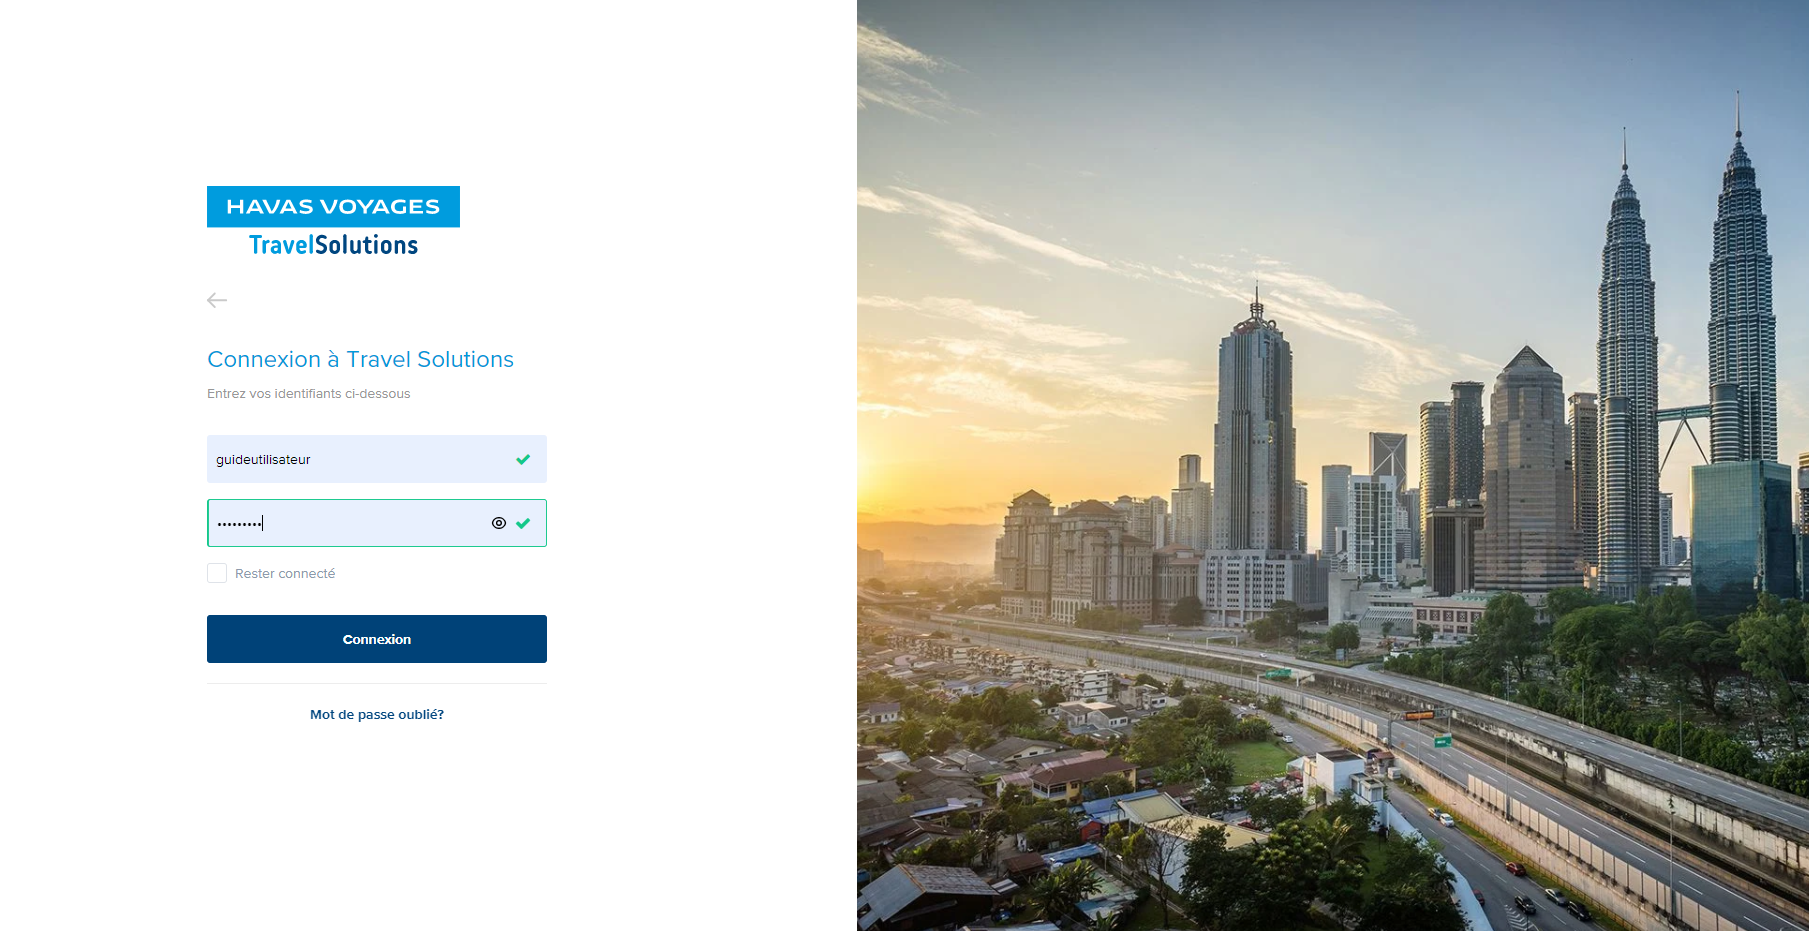 HAVAS VOYAGES
TravelSolutions
Connexion à Travel Solutions
Entrez vos identifiants ci-dessous
guideutilisateur
•••••••••
Rester connecté
Connexion
Mot de passe oublié?